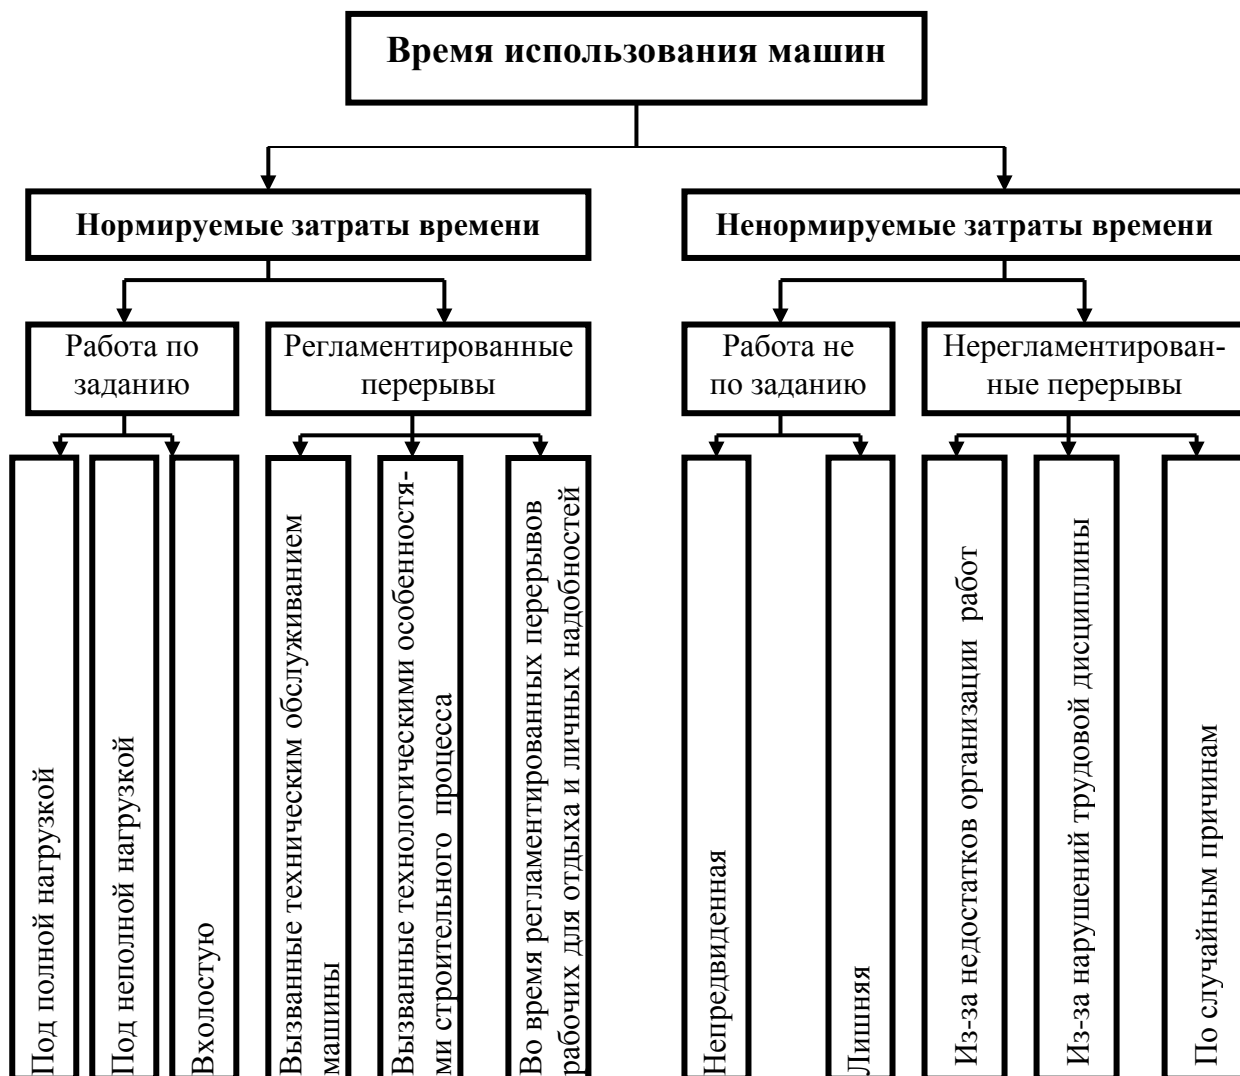 Время использования машин
Нормируемые затраты времени
Ненормируемые затраты времени
Работа по
заданию
Регламентированные
перерывы
Работа не
по заданию
Нерегламентирован-
ные перерывы
Под полной нагрузкой
Под неполной нагрузкой
Вхолостую
Вызванные техническим обслуживанием
машины
Вызванные технологическими особенностя-
ми строительного процесса
Во время регламентированных перерывов
рабочих для отдыха и личных надобностей
Непредвиденная
Лишняя
Из-за недостатков организации работ
Из-за нарушений трудовой дисциплины
По случайным причинам